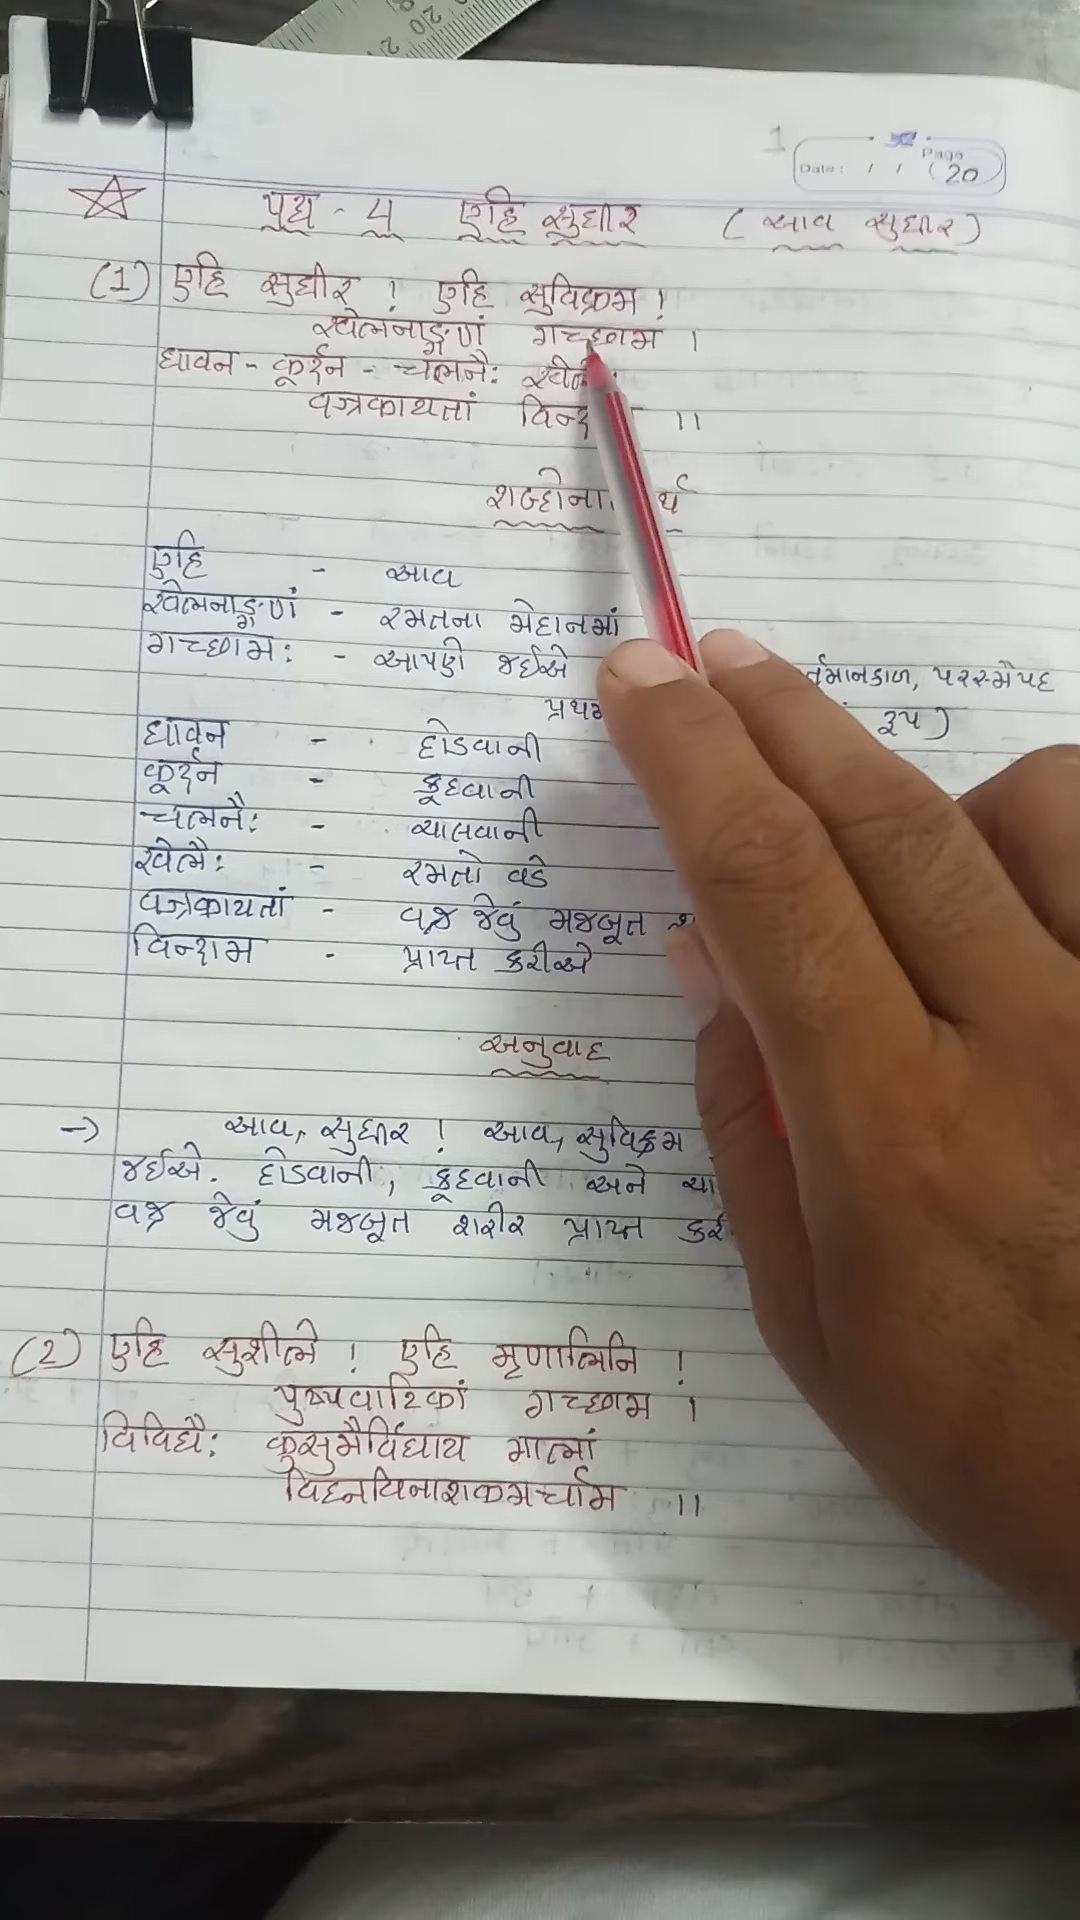 1
Date : / / Page 20
પદ્ય - 4 એહિ સુધીર ( આવ સુધીર )
(1) एहि सुधीर ! एहि सुविक्रम !
खेलनाङ्गणं गच्छाम ।
धावन - कूर्दन - चलनैः
वज्रकायतां ॥
શબ્દોના
एहि - આવ
खेलनाङ्गणं - રમતના મેદાનમાં
गच्छामः - આપણે જઈએ ર્તમાનકાળ, પરસ્મૈપદ
રૂપ )
धावन - દોડવાની
कूर्दन - કૂદવાની
चलनैः - ચાલવાની
खेलैः - રમતો વડે
वज्रकायतां - વજ્ર જેવું મજબૂત
विन्दाम - પ્રાપ્ત કરીએ
અનુવાદ
→ આવ, સુધીર ! આવ, સુવિક્રમ
જઈએ. દોડવાની, કૂદવાની અને
વજ્ર જેવું મજબૂત શરીર પ્રાપ્ત
(2) एहि सुशीले ! एहि मृणालिनि !
पुष्पवाटिकां गच्छाम ।
विविधैः कुसुमैर्विधाय मालां
विघ्नविनाशकमर्चाम ॥